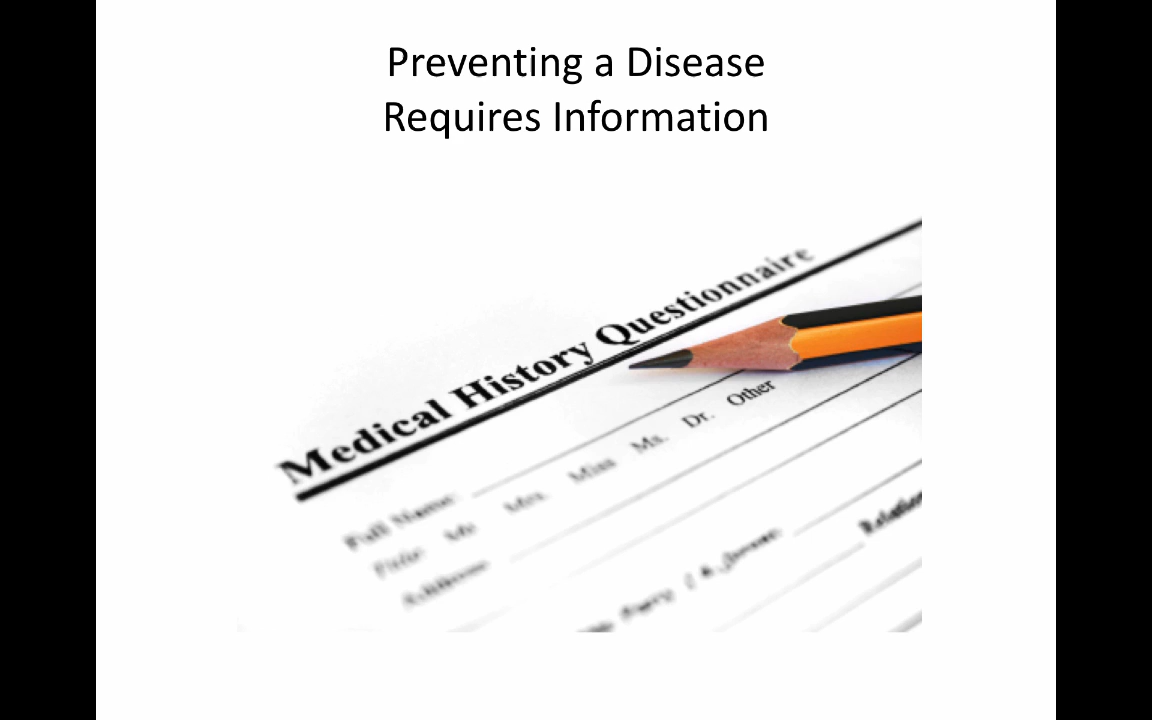 Preventing a Disease
Requires Information
Medical History Questionnaire
Full Name:
Title: Mr. Mrs. Miss Ms. Dr. Other
Address: